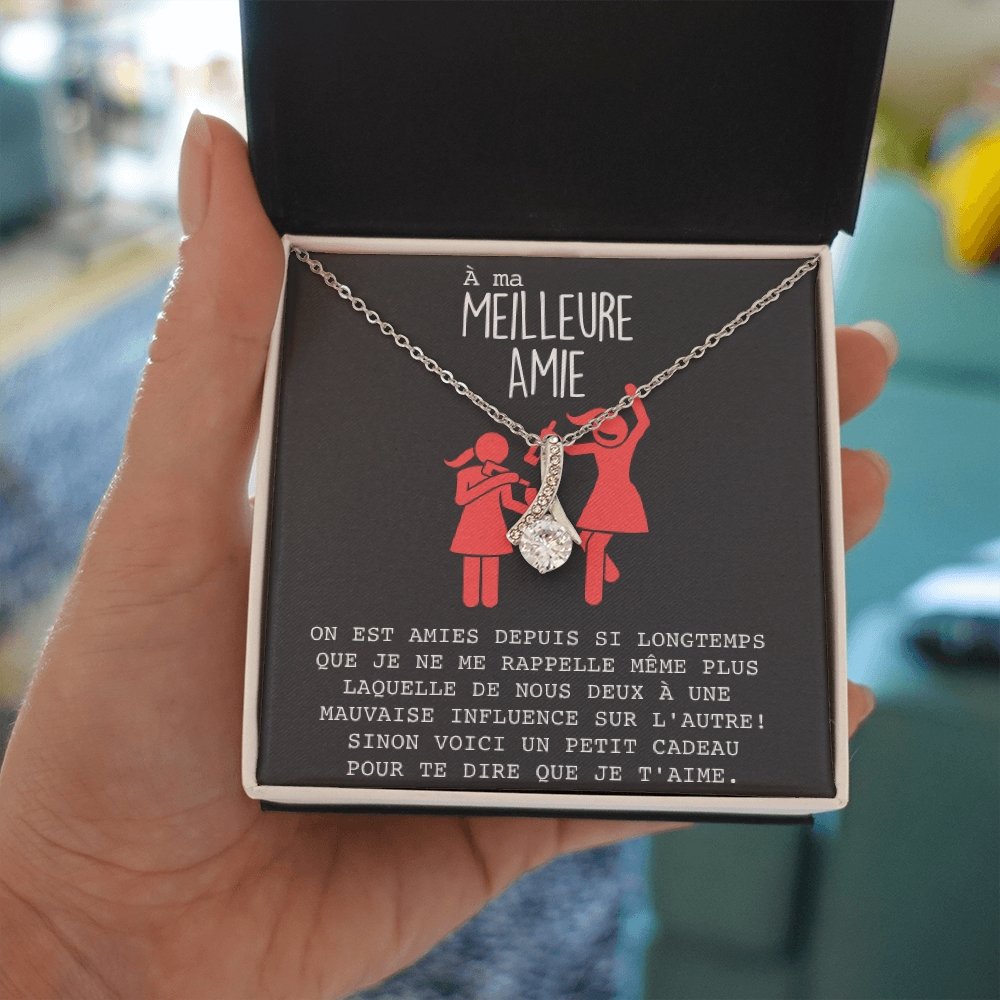 À ma
MEILLEURE
AMIE
ON EST AMIES DEPUIS SI LONGTEMPS
QUE JE NE ME RAPPELLE MÊME PLUS
LAQUELLE DE NOUS DEUX À UNE
MAUVAISE INFLUENCE SUR L'AUTRE!
SINON VOICI UN PETIT CADEAU
POUR TE DIRE QUE JE T'AIME.